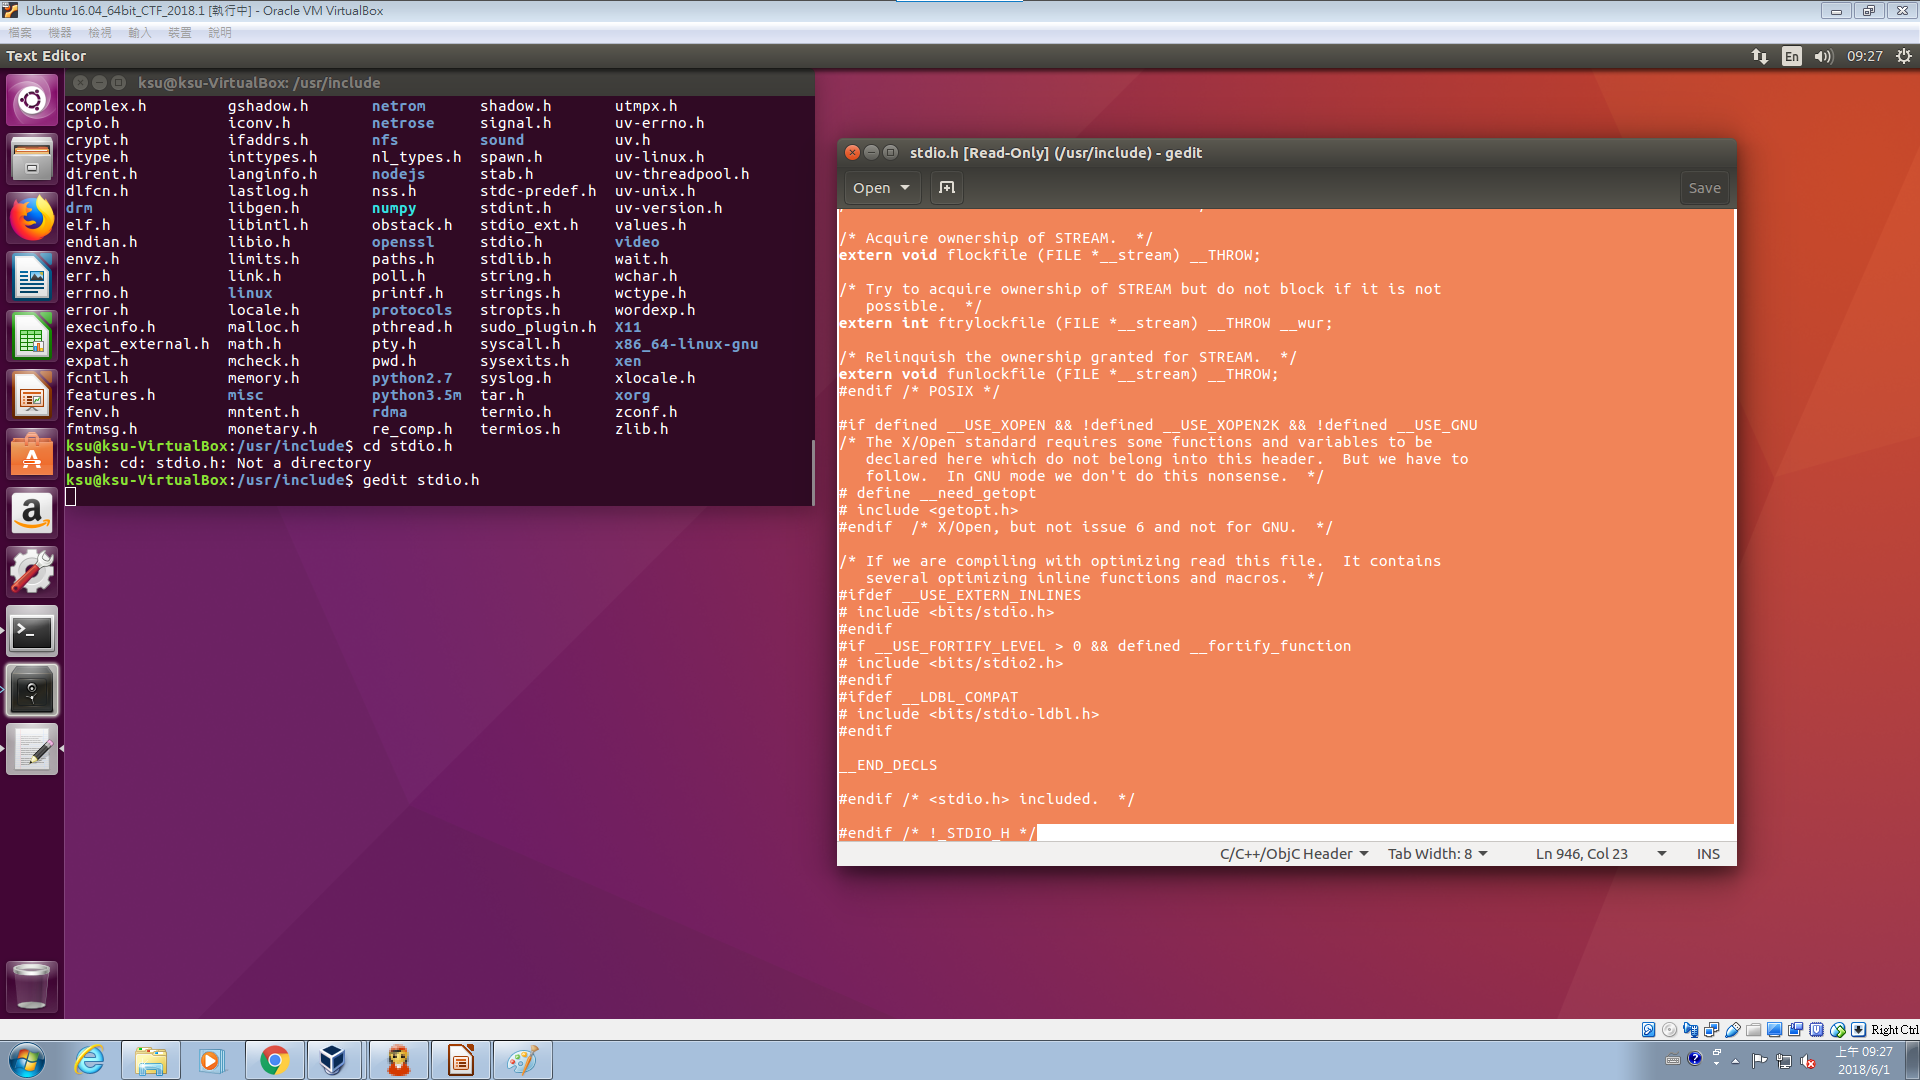 Ubuntu 16.04_64bit_CTF_2018.1 [執行中] - Oracle VM VirtualBox
檔案 機器 檢視 輸入 裝置 說明
Text Editor
En
09:27
ksu@ksu-VirtualBox: /usr/include
complex.h gshadow.h netrom shadow.h utmpx.h
cpio.h iconv.h netrose signal.h uv-errno.h
crypt.h ifaddrs.h nfs sound uv.h
ctype.h inttypes.h nl_types.h spawn.h uv-linux.h
dirent.h langinfo.h nodejs stab.h uv-threadpool.h
dlfcn.h lastlog.h nss.h stdc-predef.h uv-unix.h
drm libgen.h numpy stdint.h uv-version.h
elf.h libintl.h obstack.h stdio_ext.h values.h
endian.h libio.h openssl stdio.h video
envz.h limits.h paths.h stdlib.h wait.h
err.h link.h poll.h string.h wchar.h
errno.h linux printf.h strings.h wctype.h
error.h locale.h protocols stropts.h wordexp.h
execinfo.h malloc.h pthread.h sudo_plugin.h X11
expat_external.h math.h pty.h syscall.h x86_64-linux-gnu
expat.h mcheck.h pwd.h sysexits.h xen
fcntl.h memory.h python2.7 syslog.h xlocale.h
features.h misc python3.5m tar.h xorg
fenv.h mntent.h rdma termio.h zconf.h
fmtmsg.h monetary.h re_comp.h termios.h zlib.h
ksu@ksu-VirtualBox:/usr/include$ cd stdio.h
bash: cd: stdio.h: Not a directory
ksu@ksu-VirtualBox:/usr/include$ gedit stdio.h
stdio.h [Read-Only] (/usr/include) - gedit
Open
Save
/* Acquire ownership of STREAM.  */
extern void flockfile (FILE *__stream) __THROW;
/* Try to acquire ownership of STREAM but do not block if it is not
   possible.  */
extern int ftrylockfile (FILE *__stream) __THROW __wur;
/* Relinquish the ownership granted for STREAM.  */
extern void funlockfile (FILE *__stream) __THROW;
#endif /* POSIX */
#if defined __USE_XOPEN && !defined __USE_XOPEN2K && !defined __USE_GNU
/* The X/Open standard requires some functions and variables to be
   declared here which do not belong into this header.  But we have to
   follow.  In GNU mode we don't do this nonsense.  */
# define __need_getopt
# include <getopt.h>
#endif  /* X/Open, but not issue 6 and not for GNU.  */
/* If we are compiling with optimizing read this file.  It contains
   several optimizing inline functions and macros.  */
#ifdef __USE_EXTERN_INLINES
# include <bits/stdio.h>
#endif
#if __USE_FORTIFY_LEVEL > 0 && defined __fortify_function
# include <bits/stdio2.h>
#endif
#ifdef __LDBL_COMPAT
# include <bits/stdio-ldbl.h>
#endif
__END_DECLS
#endif /* <stdio.h> included.  */
#endif /* !_STDIO_H */
C/C++/ObjC Header Tab Width: 8 Ln 946, Col 23 INS
Right Ctrl
上午 09:27
2018/6/1